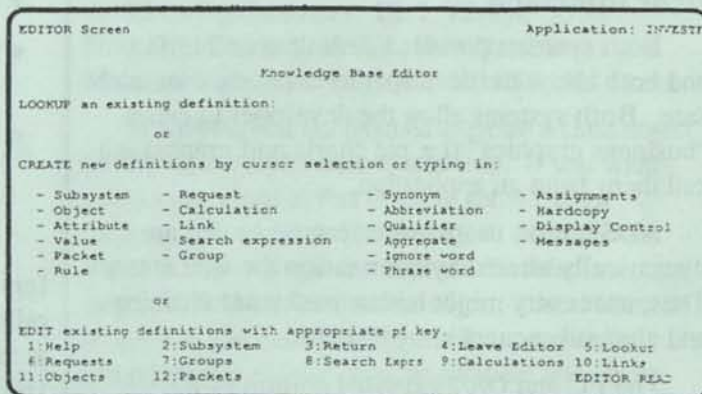 EDITOR Screen Application: INVESTM
Knowledge Base Editor
LOOKUP an existing definition:
or
CREATE new definitions by cursor selection or typing in:
- Subsystem - Request - Synonym - Assignments
- Object - Calculation - Abbreviation - Hardcopy
- Attribute - Link - Qualifier - Display Control
- Value - Search expression - Aggregate - Messages
- Packet - Group - Ignore word
- Rule - Phrase word
or
EDIT existing definitions with appropriate pf key
1:Help 2:Subsystem 3:Return 4:Leave Editor 5:Lookup
6:Requests 7:Groups 8:Search Exprs 9:Calculations 10:Links
11:Objects 12:Packets EDITOR READ